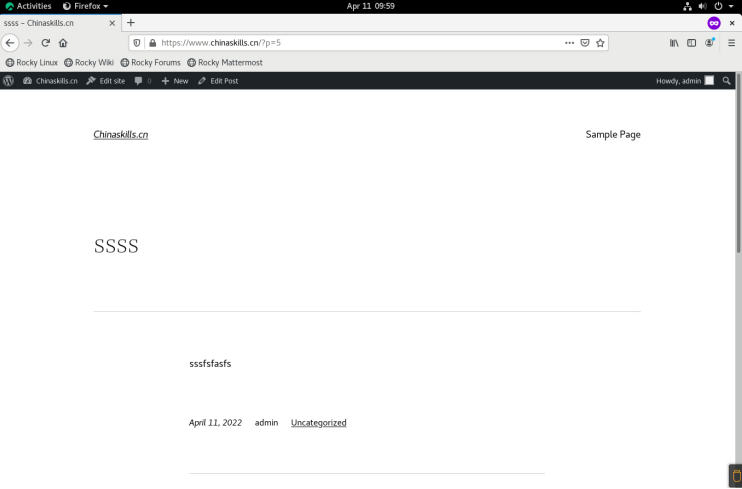 Activities Firefox Apr 11 09:59
ssss – Chinaskills.cn
https://www.chinaskills.cn/?p=5
Rocky Linux Rocky Wiki Rocky Forums Rocky Mattermost
Chinaskills.cn Edit site 0 New Edit Post Howdy, admin
Chinaskills.cn Sample Page
ssss
sssfsfasfs
April 11, 2022 admin Uncategorized